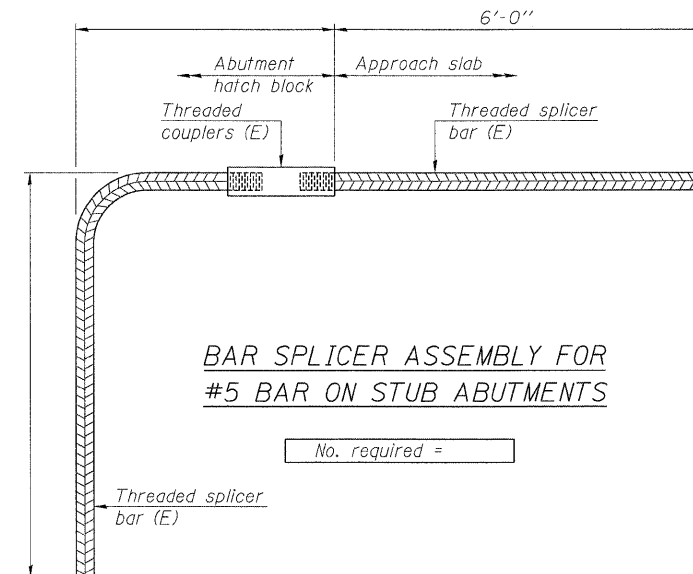 6'-0"
Abutment
hatch block
Approach slab
Threaded
couplers (E)
Threaded splicer
bar (E)
BAR SPLICER ASSEMBLY FOR
#5 BAR ON STUB ABUTMENTS
No. required =
Threaded splicer
bar (E)